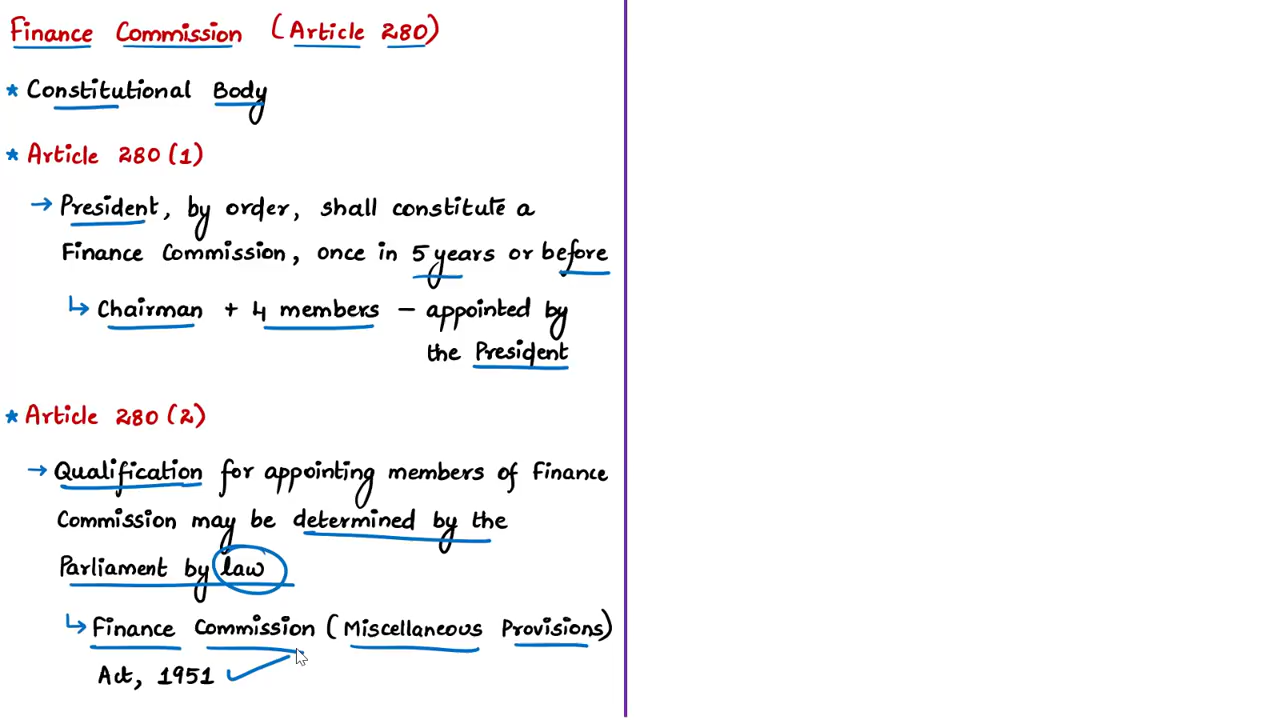 Finance Commission (Article 280)
* Constitutional Body
* Article 280 (1)
→ President, by order, shall constitute a
Finance Commission, once in 5 years or before
↳ Chairman + 4 members – appointed by
the President
* Article 280 (2)
→ Qualification for appointing members of Finance
Commission may be determined by the
Parliament by law
↳ Finance Commission (Miscellaneous Provisions)
Act, 1951